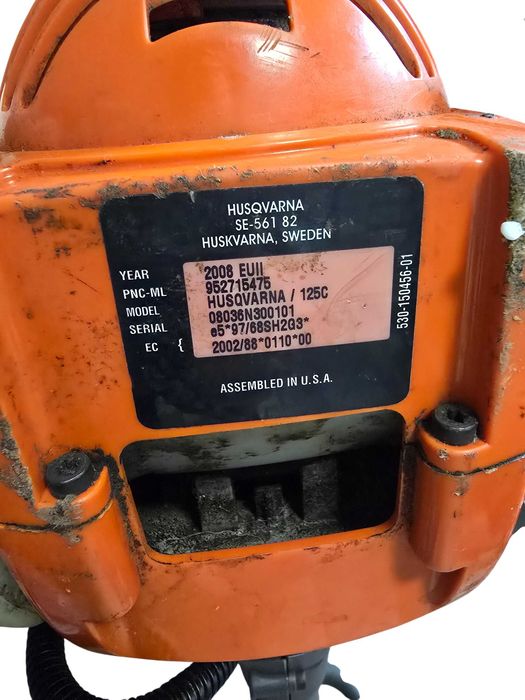 HUSQVARNA
SE-561 82
HUSKVARNA, SWEDEN
YEAR 2008 EUII
PNC-ML 952715475
MODEL HUSQVARNA / 125C
SERIAL 08036N300101
EC { e5*97/68SH2G3*
2002/88*0110*00
530-150456-01
ASSEMBLED IN U.S.A.